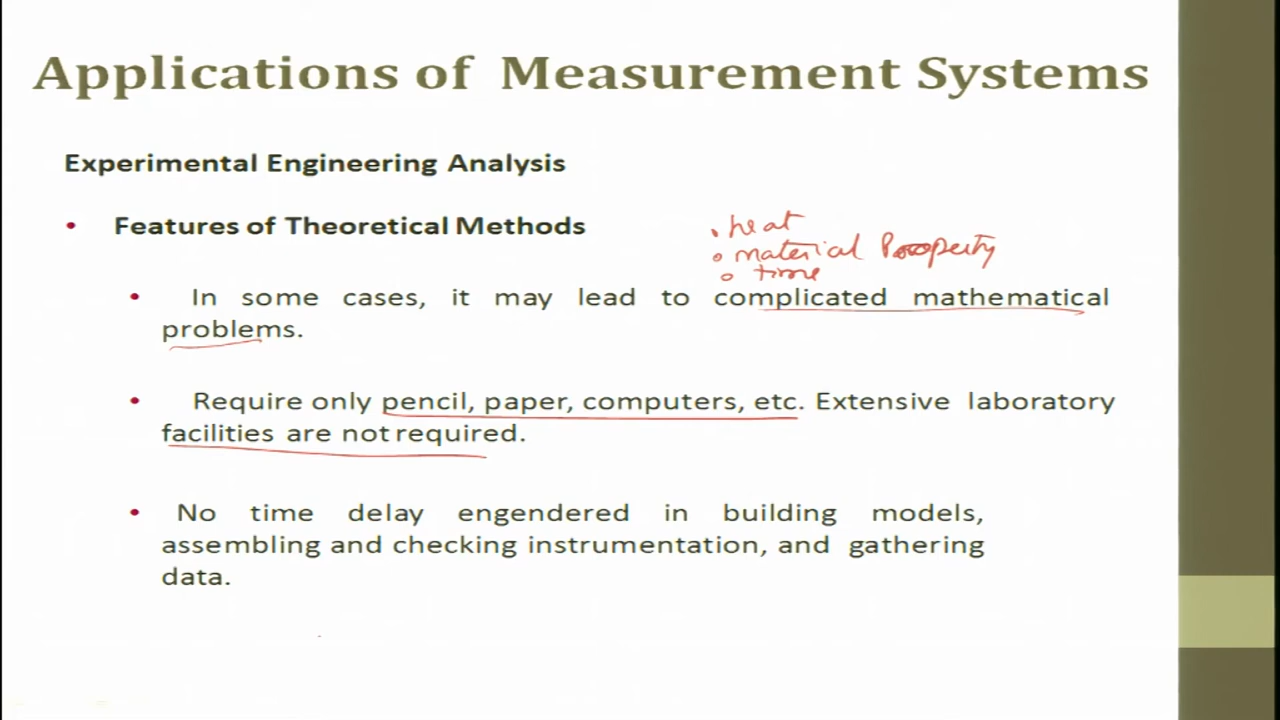 Applications of Measurement Systems
Experimental Engineering Analysis
• Features of Theoretical Methods
• heat
• material Property
• time
• In some cases, it may lead to complicated mathematical
problems.
• Require only pencil, paper, computers, etc. Extensive laboratory
facilities are not required.
• No time delay engendered in building models,
assembling and checking instrumentation, and gathering
data.